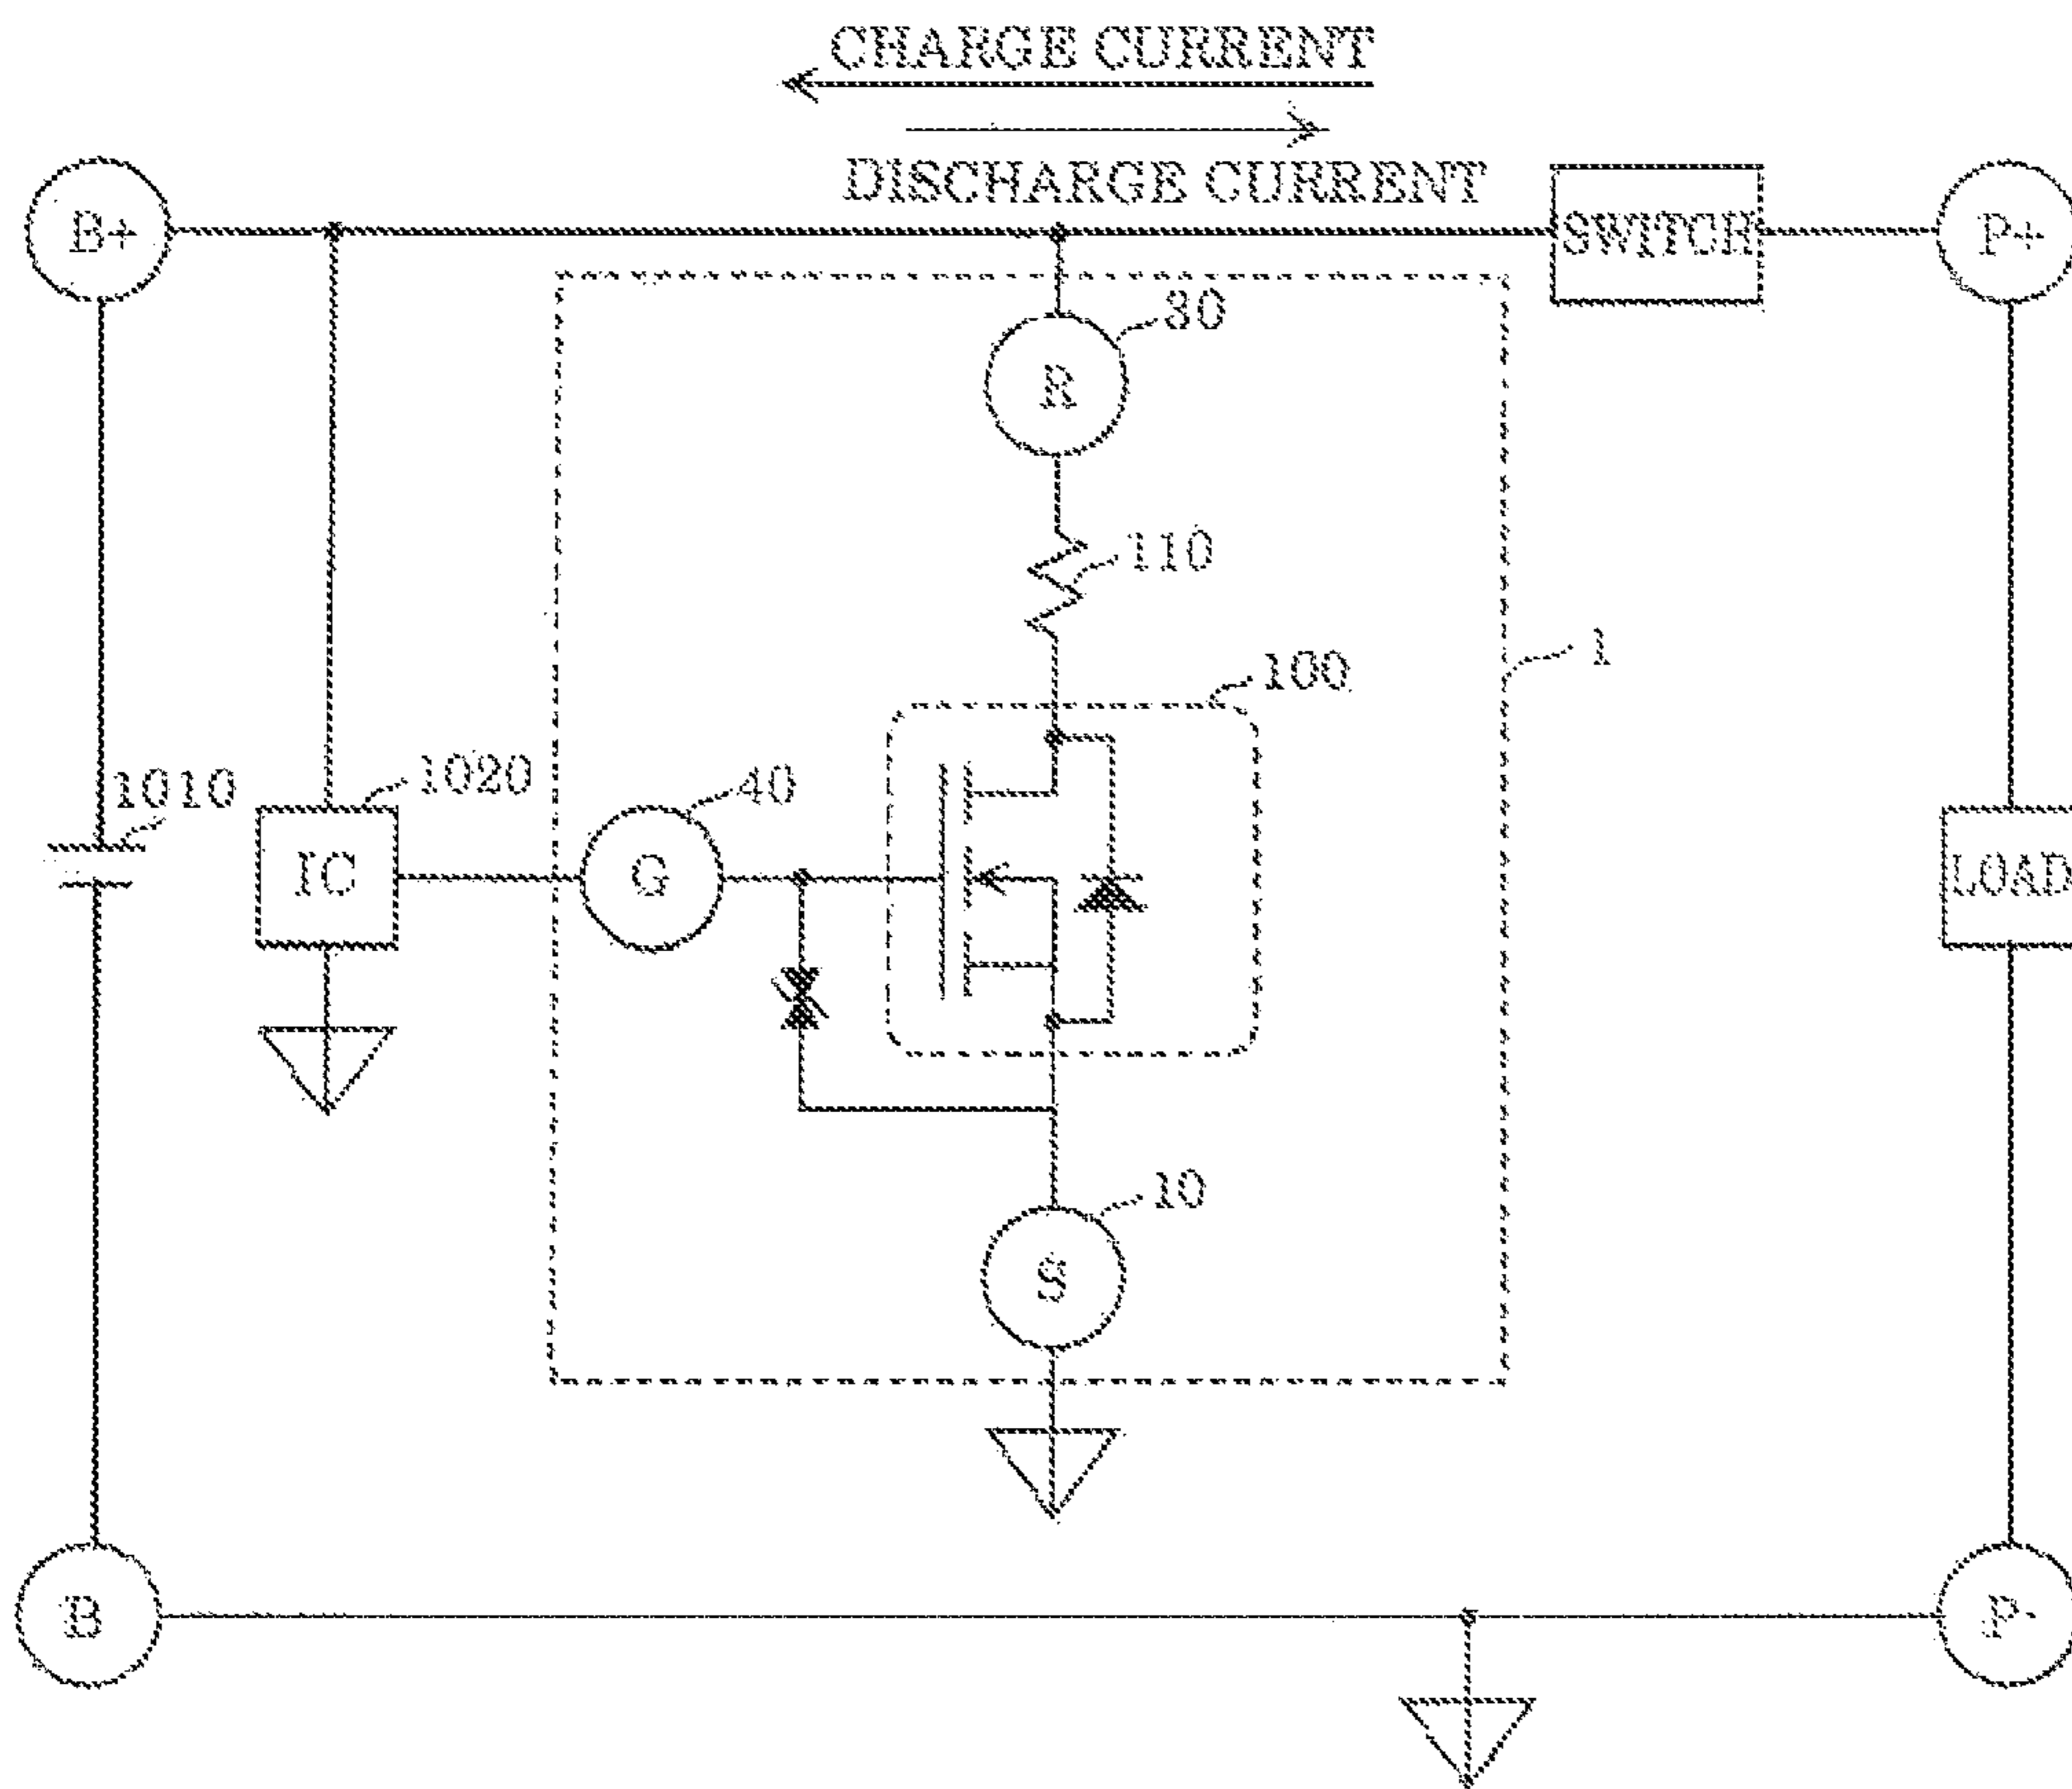 CHARGE CURRENT
DISCHARGE CURRENT
B+
SWITCH
P+
30
R
110
1
100
1010
1020
40
IC
G
LOAD
10
S
B
P-